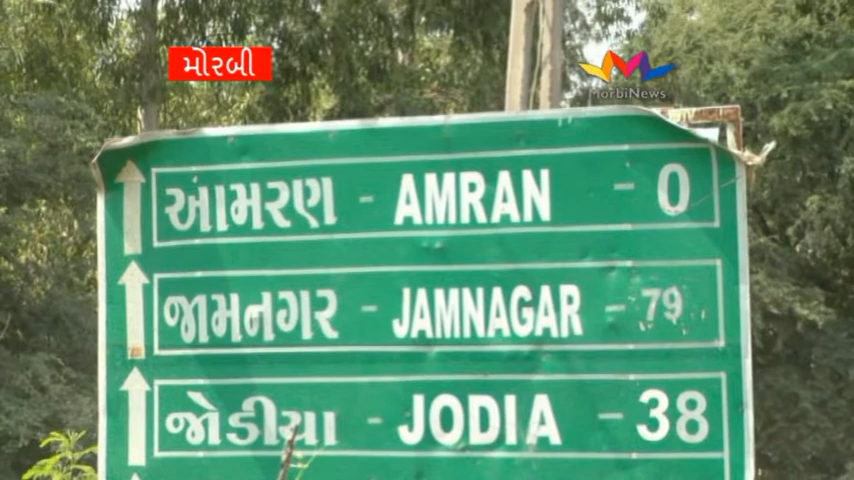 મોરબી
MorbiNews
આમરણ - AMRAN - 0
જામનગર - JAMNAGAR - 79
જોડીયા - JODIA - 38